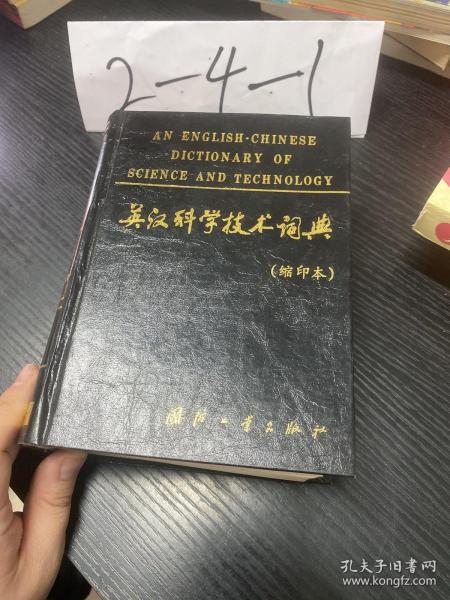 2-4-1
AN ENGLISH-CHINESE
DICTIONARY OF
SCIENCE AND TECHNOLOGY
英汉科学技术词典
(缩印本)
国防工业出版社
孔夫子旧书网
www.kongfz.com